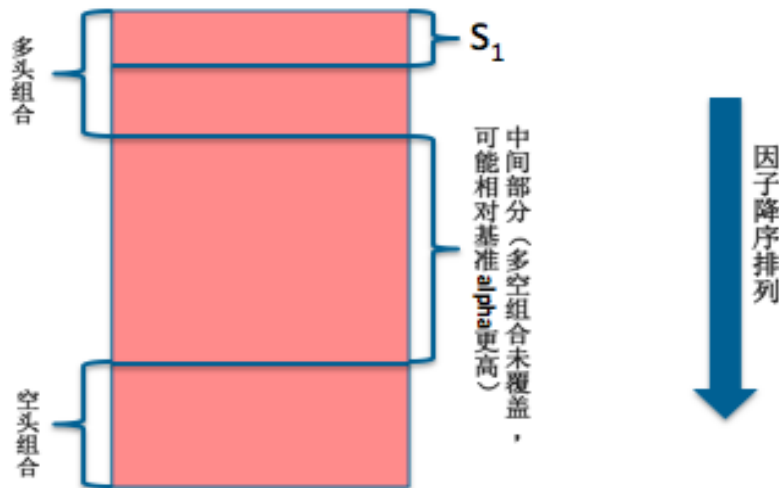 多头组合
S₁
中间部分（多空组合未覆盖，
可能相对基准alpha更高）
因子降序排列
空头组合